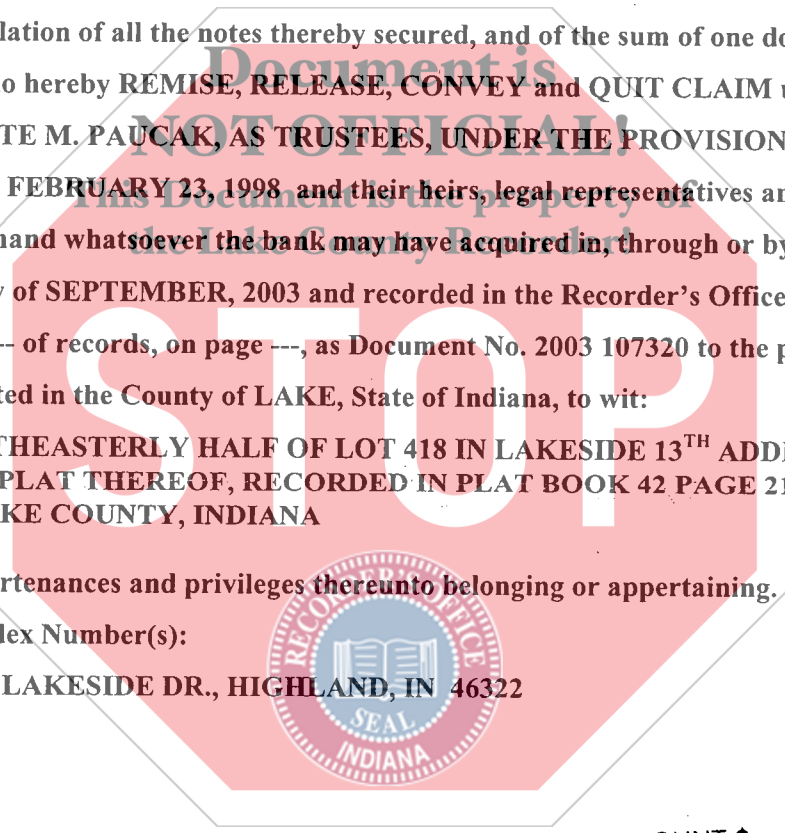 lation of all the notes thereby secured, and of the sum of one do
Document is
o hereby REMISE, RELEASE, CONVEY and QUIT CLAIM
NOT OFFICIAL!
TE M. PAUCAK, AS TRUSTEES, UNDER THE PROVISION
This Document is the property of
FEBRUARY 23, 1998 and their heirs, legal representatives an
the Lake County Recorder!
hand whatsoever the bank may have acquired in, through or by
y of SEPTEMBER, 2003 and recorded in the Recorder's Office
-- of records, on page ---, as Document No. 2003 107320 to the p
STOP
ted in the County of LAKE, State of Indiana, to wit:
THEASTERLY HALF OF LOT 418 IN LAKESIDE 13TH ADD
PLAT THEREOF, RECORDED IN PLAT BOOK 42 PAGE 21
KE COUNTY, INDIANA
rtenances and privileges thereunto belonging or appertaining.
lex Number(s):
LAKESIDE DR., HIGHLAND, IN 46322
RECORDER'S OFFICE
SEAL
INDIANA